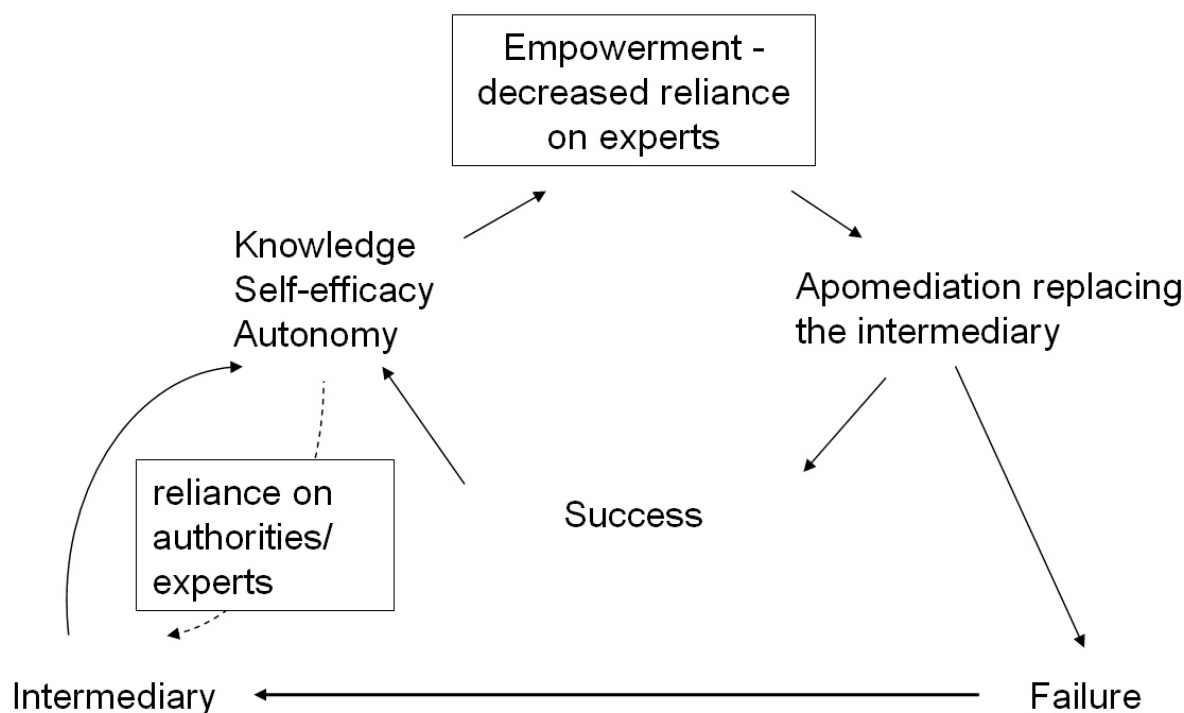 Empowerment -
decreased reliance
on experts
Knowledge
Self-efficacy
Autonomy
Apomediation replacing
the intermediary
reliance on
authorities/
experts
Success
Intermediary
Failure